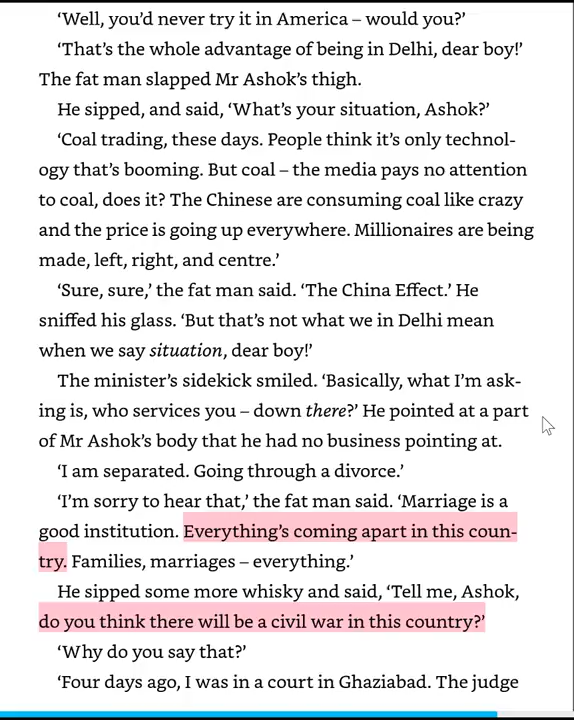 ‘Well, you’d never try it in America – would you?’
‘That’s the whole advantage of being in Delhi, dear boy!’
The fat man slapped Mr Ashok’s thigh.
He sipped, and said, ‘What’s your situation, Ashok?’
‘Coal trading, these days. People think it’s only technol-
ogy that’s booming. But coal – the media pays no attention
to coal, does it? The Chinese are consuming coal like crazy
and the price is going up everywhere. Millionaires are being
made, left, right, and centre.’
‘Sure, sure,’ the fat man said. ‘The China Effect.’ He
sniffed his glass. ‘But that’s not what we in Delhi mean
when we say situation, dear boy!’
The minister’s sidekick smiled. ‘Basically, what I’m ask-
ing is, who services you – down there?’ He pointed at a part
of Mr Ashok’s body that he had no business pointing at.
‘I am separated. Going through a divorce.’
‘I’m sorry to hear that,’ the fat man said. ‘Marriage is a
good institution. Everything’s coming apart in this coun-
try. Families, marriages – everything.’
He sipped some more whisky and said, ‘Tell me, Ashok,
do you think there will be a civil war in this country?’
‘Why do you say that?’
‘Four days ago, I was in a court in Ghaziabad. The judge